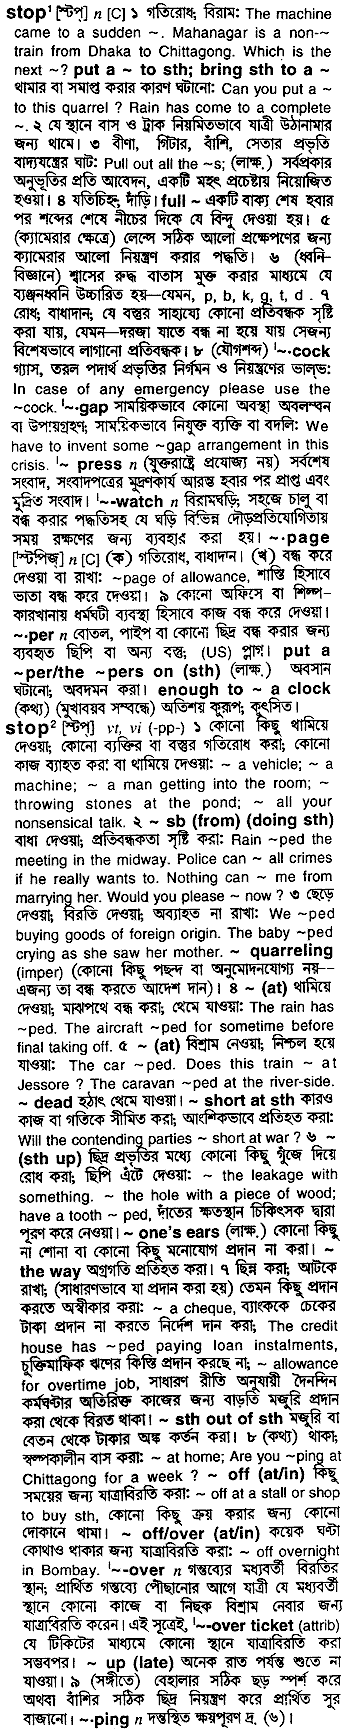 stop¹ [স্টপ্] n [C] ১ গতিরোধ; বিরাম: The machine
came to a sudden ~. Mahanagar is a non-~
train from Dhaka to Chittagong. Which is the
next ~? put a ~ to sth; bring sth to a ~
থামার বা সমাপ্ত করার কারণ ঘটানো: Can you put a ~
to this quarrel ? Rain has come to a complete
~. ২ যে স্থানে বাস ও ট্রাক নিয়মিতভাবে যাত্রী উঠানামার
জন্য থামে। ৩ বীণা, গিটার, বাঁশি, সেতার প্রভৃতি
বাদ্যযন্ত্রের ঘাট: Pull out all the ~s; (লাক্ষ.) সর্বপ্রকার
অনুভূতির প্রতি আবেদন, একটি মহৎ প্রচেষ্টায় নিয়োজিত
হওয়া। ৪ যতিচিহ্ন; দাঁড়ি। full ~ একটি বাক্য শেষ হবার
পর শব্দের শেষে নীচের দিকে যে বিন্দু দেওয়া হয়। ৫
(ক্যামেরার ক্ষেত্রে) লেন্সে সঠিক আলো প্রক্ষেপণের জন্য
ক্যামেরার আলো নিয়ন্ত্রণ করার পদ্ধতি। ৬ (ধ্বনি-
বিজ্ঞানে) শ্বাসের রুদ্ধ বাতাস মুক্ত করার মাধ্যমে যে
ব্যঞ্জনধ্বনি উচ্চারিত হয়—যেমন, p, b, k, g, t, d . ৭
রোধ; বাধাদান; যে বস্তুর সাহায্যে কোনো প্রতিবন্ধক সৃষ্টি
করা যায়, যেমন—দরজা যাতে বন্ধ না হয়ে যায় সেজন্য
বিশেষভাবে লাগানো প্রতিবন্ধক। ৮ (যৌগশব্দ) ˈ~·cock
গ্যাস, তরল পদার্থ প্রভৃতির নির্গমন ও নিয়ন্ত্রণের ভাল্‌ভ:
In case of any emergency please use the
~cock. ˈ~·gap সাময়িকভাবে কোনো অবস্থা অবলম্বন
বা উপায়গ্রহণ; সাময়িকভাবে নিযুক্ত ব্যক্তি বা বদলি: We
have to invent some ~gap arrangement in this
crisis. ˈ~ press n (যুক্তরাষ্ট্রে প্রযোজ্য নয়) সর্বশেষ
সংবাদ, সংবাদপত্রের মুদ্রণকার্য আরম্ভ হবার পর প্রাপ্ত এবং
মুদ্রিত সংবাদ। ˈ~-watch n বিরামঘড়ি; সহজে চালু বা
বন্ধ করার পদ্ধতিসহ যে ঘড়ি বিভিন্ন দৌড়প্রতিযোগিতায়
সময় রক্ষণের জন্য ব্যবহার করা হয়। ~·page
[স্টপিজ্] n [C] (ক) গতিরোধ, বাধাদন। (খ) বন্ধ করে
দেওয়া বা রাখা: ~page of allowance, শাস্তি হিসাবে
ভাতা বন্ধ করে দেওয়া। ৯ কোনো অফিসে বা শিল্প-
কারখানায় ধর্মঘটী ব্যবস্থা হিসাবে কাজ বন্ধ করে দেওয়া।
~·per n বোতল, পাইপ বা কোনো ছিদ্র বন্ধ করার জন্য
ব্যবহৃত ছিপি বা অন্য বস্তু; (US) প্লাগ। put a
~per/the ~pers on (sth) (লাক্ষ.) অবসান
ঘটানো; অবদমন করা। enough to ~ a clock
(কথ্য) (মুখাবয়ব সম্বন্ধে) অতিশয় কুরূপ; কুৎসিত।
stop² [স্টপ্] vt, vi (-pp-) ১ কোনো কিছু থামিয়ে
দেওয়া; কোনো ব্যক্তির বা বস্তুর গতিরোধ করা; কোনো
কাজ ব্যাহত করা বা থামিয়ে দেওয়া: ~ a vehicle; ~ a
machine; ~ a man getting into the room; ~
throwing stones at the pond; ~ all your
nonsensical talk. ২ ~ sb (from) (doing sth)
বাধা দেওয়া; প্রতিবন্ধকতা সৃষ্টি করা: Rain ~ped the
meeting in the midway. Police can ~ all crimes
if he really wants to. Nothing can ~ me from
marrying her. Would you please ~ now ? ৩ ছেড়ে
দেওয়া; বিরতি দেওয়া; অব্যাহত না রাখা: We ~ped
buying goods of foreign origin. The baby ~ped
crying as she saw her mother. ~ quarreling
(imper) (কোনো কিছু পছন্দ বা অনুমোদনযোগ্য নয়—
এজন্য তা বন্ধ করতে আদেশ দান)। ৪ ~ (at) থামিয়ে
দেওয়া; মাঝপথে বন্ধ করা; থেমে যাওয়া: The rain has
~ped. The aircraft ~ped for sometime before
final taking off. ৫ ~ (at) বিশ্রাম নেওয়া; নিশ্চল হয়ে
যাওয়া: The car ~ped. Does this train ~ at
Jessore ? The caravan ~ped at the river-side.
~ dead হঠাৎ থেমে যাওয়া। ~ short at sth কারও
কাজ বা গতিকে সীমিত করা; আংশিকভাবে প্রতিহত করা:
Will the contending parties ~ short at war ? ৬ ~
(sth up) ছিদ্র প্রভৃতির মধ্যে কোনো কিছু গুঁজে দিয়ে
রোধ করা; ছিপি এঁটে দেওয়া: ~ the leakage with
something. ~ the hole with a piece of wood;
have a tooth ~ ped, দাঁতের ক্ষতস্থান চিকিৎসক দ্বারা
পূরণ করে নেওয়া। ~ one's ears (লাক্ষ.) কোনো কিছু
না শোনা বা কোনো কিছু মনোযোগ প্রদান না করা। ~
the way অগ্রগতি প্রতিহত করা। ৭ ছিন্ন করা; আটকে
রাখা; (সাধারণভাবে যা প্রদান করা হয়) তেমন কিছু প্রদান
করতে অস্বীকার করা: ~ a cheque, ব্যাংককে চেকের
টাকা প্রদান না করতে নির্দেশ দান করা; The credit
house has ~ped paying loan instalments,
চুক্তিমাফিক ঋণের কিস্তি প্রদান করছে না; ~ allowance
for overtime job, সাধারণ রীতি অনুযায়ী দৈনন্দিন
কর্মঘণ্টার অতিরিক্ত কাজের জন্য বাড়তি মজুরি প্রদান
করা থেকে বিরত থাকা। ~ sth out of sth মজুরি বা
বেতন থেকে টাকার অঙ্ক কর্তন করা। ৮ (কথ্য) থাকা;
স্বল্পকালীন বাস করা: ~ at home; Are you ~ping at
Chittagong for a week ? ~ off (at/in) কিছু
সময়ের জন্য যাত্রাবিরতি করা: ~ off at a stall or shop
to buy sth, কোনো কিছু ক্রয় করার জন্য কোনো
দোকানে থামা। ~ off/over (at/in) কয়েক ঘণ্টা
কোথাও থাকার জন্য যাত্রাবিরতি করা: ~ off overnight
in Bombay. ˈ~-over n গন্তব্যের মধ্যবর্তী বিরতির
স্থান; প্রার্থিত গন্তব্যে পৌঁছানোর আগে যাত্রী যে মধ্যবর্তী
স্থানে কোনো কাজে বা নিছক বিশ্রাম নেবার জন্য
যাত্রাবিরতি করেন। এই সূত্রেই, ˈ~-over ticket (attrib)
যে টিকিটের মাধ্যমে কোনো স্থানে যাত্রাবিরতি করা
সম্ভবপর। ~ up (late) অনেক রাত পর্যন্ত শুতে না
যাওয়া। ৯ (সঙ্গীতে) বেহালার সঠিক ছড় স্পর্শ করে
অথবা বাঁশির সঠিক ছিদ্র নিয়ন্ত্রণ করে প্রার্থিত সুর
বাজানো। ~·ping n দন্তস্থিত ক্ষয়পূরণ দ্র. (৬)।